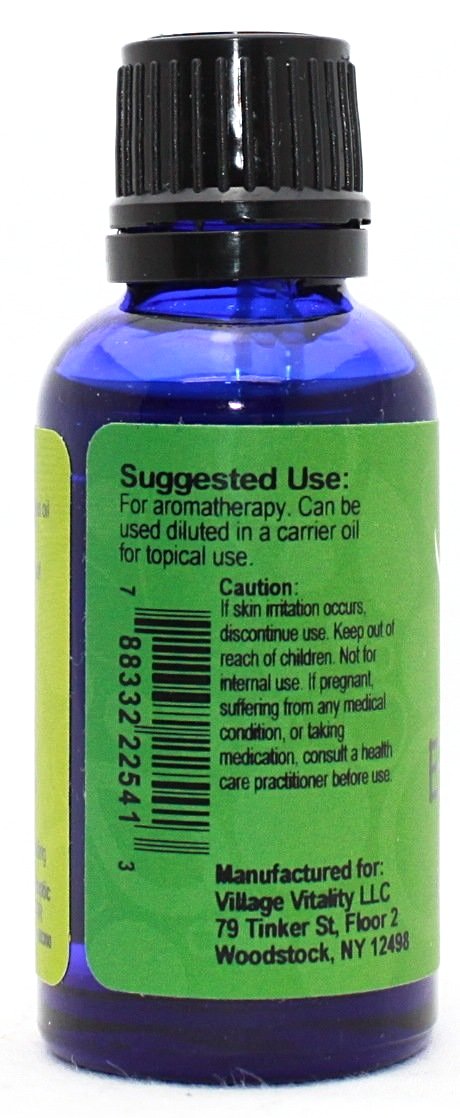 Suggested Use:
For aromatherapy. Can be
used diluted in a carrier oil
for topical use.
Caution:
If skin irritation occurs,
discontinue use. Keep out of
reach of children. Not for
internal use. If pregnant,
suffering from any medical
condition, or taking
medication, consult a health
care practitioner before use.
7 88332 22541 3
Manufactured for:
Village Vitality LLC
79 Tinker St, Floor 2
Woodstock, NY 12498
oil